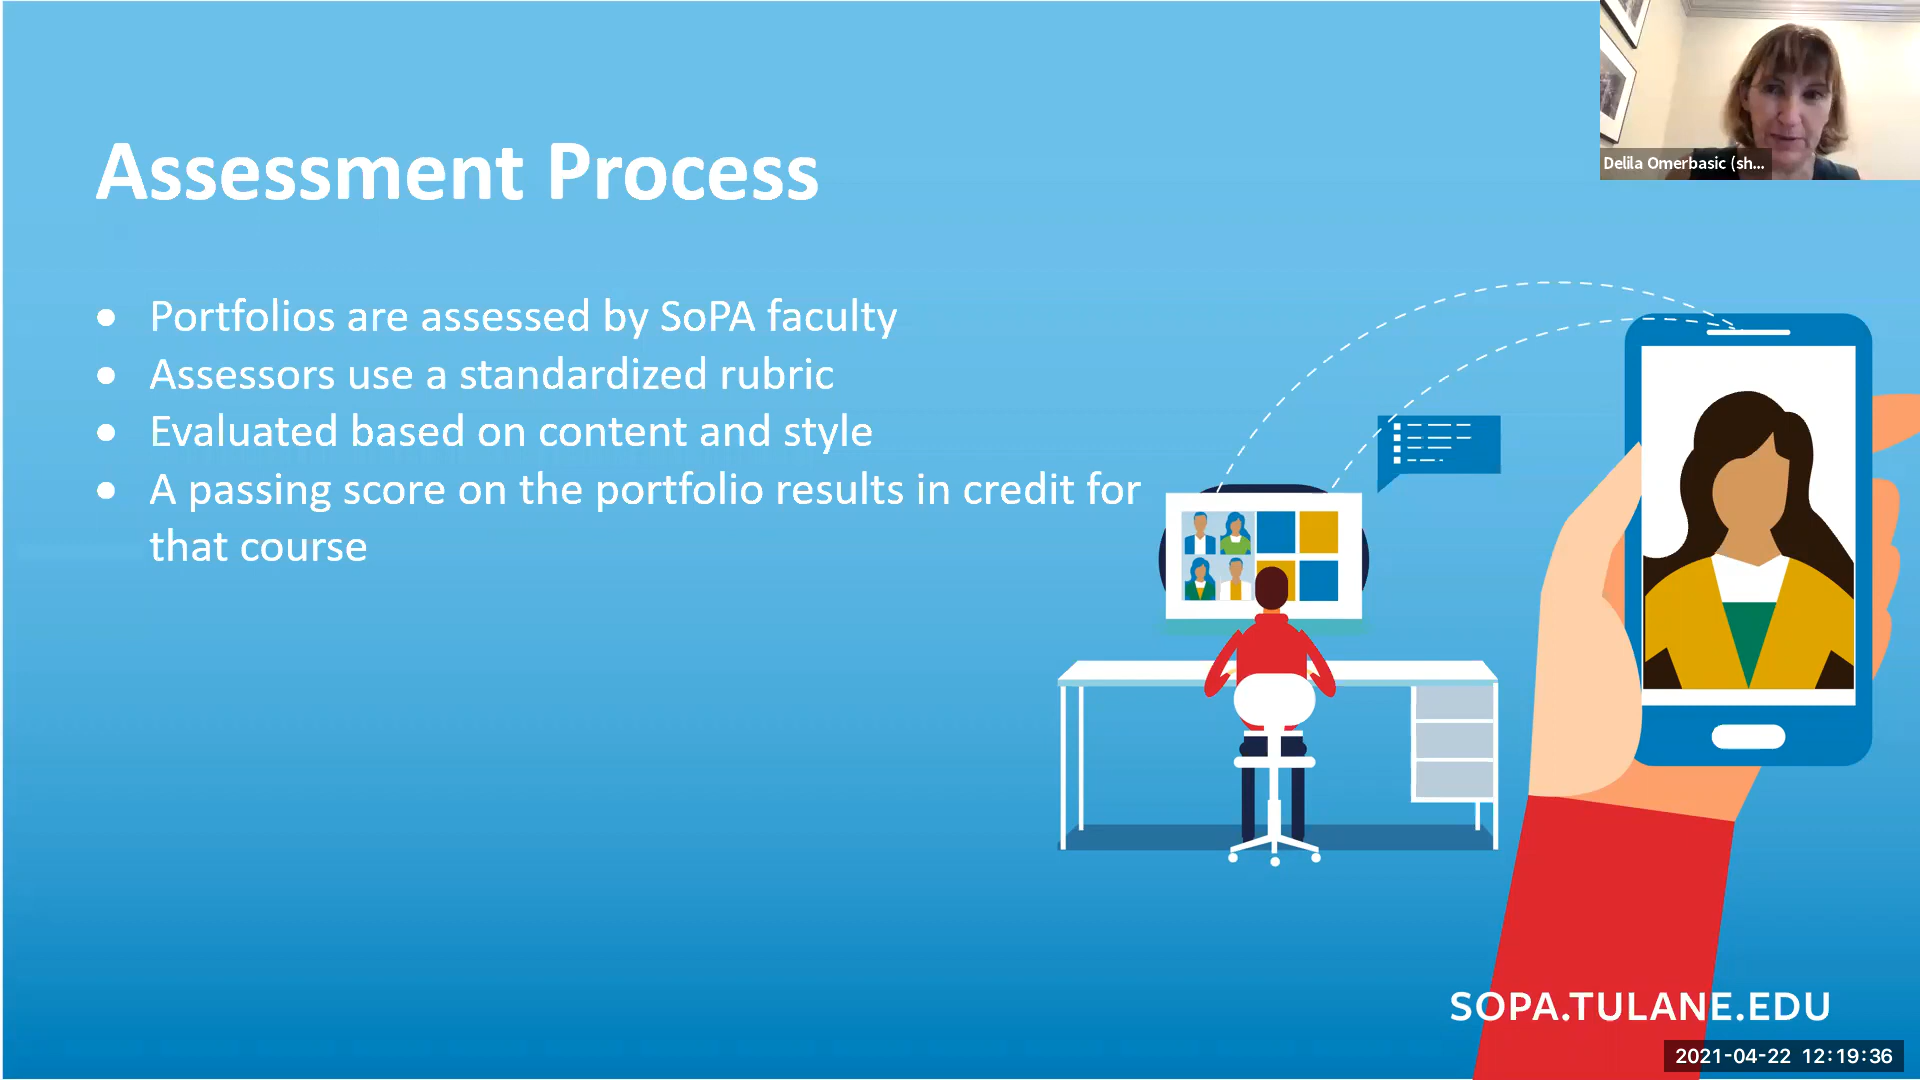 Assessment Process
● Portfolios are assessed by SoPA faculty
● Assessors use a standardized rubric
● Evaluated based on content and style
● A passing score on the portfolio results in credit for
that course
Delila Omerbasic (sh...
SOPA.TULANE.EDU
2021-04-22 12:19:36